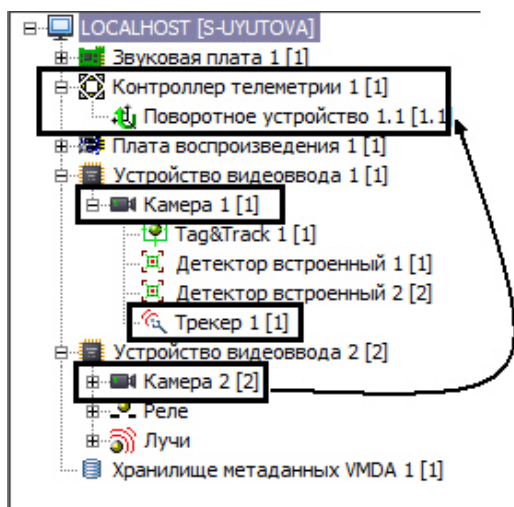 LOCALHOST [S-UYUTOVA]
Звуковая плата 1 [1]
Контроллер телеметрии 1 [1]
Поворотное устройство 1.1 [1.1
Плата воспроизведения 1 [1]
Устройство видеоввода 1 [1]
Камера 1 [1]
Tag&Track 1 [1]
Детектор встроенный 1 [1]
Детектор встроенный 2 [2]
Трекер 1 [1]
Устройство видеоввода 2 [2]
Камера 2 [2]
Реле
Лучи
Хранилище метаданных VMDA 1 [1]